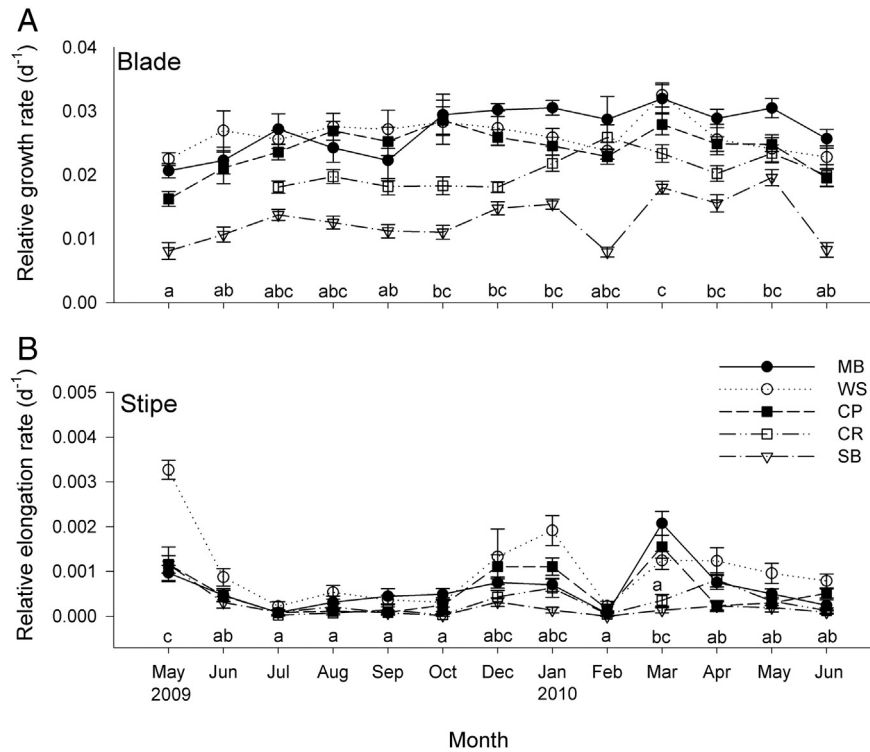 A
Blade
Relative growth rate (d⁻¹)
0.04
0.03
0.02
0.01
0.00
a ab abc abc ab bc bc bc abc c bc bc ab
B
Stipe
Relative elongation rate (d⁻¹)
0.005
0.004
0.003
0.002
0.001
0.000
MB
WS
CP
CR
SB
a
c ab a a a a abc abc a bc ab ab ab
May Jun Jul Aug Sep Oct Dec Jan Feb Mar Apr May Jun
2009 2010
Month